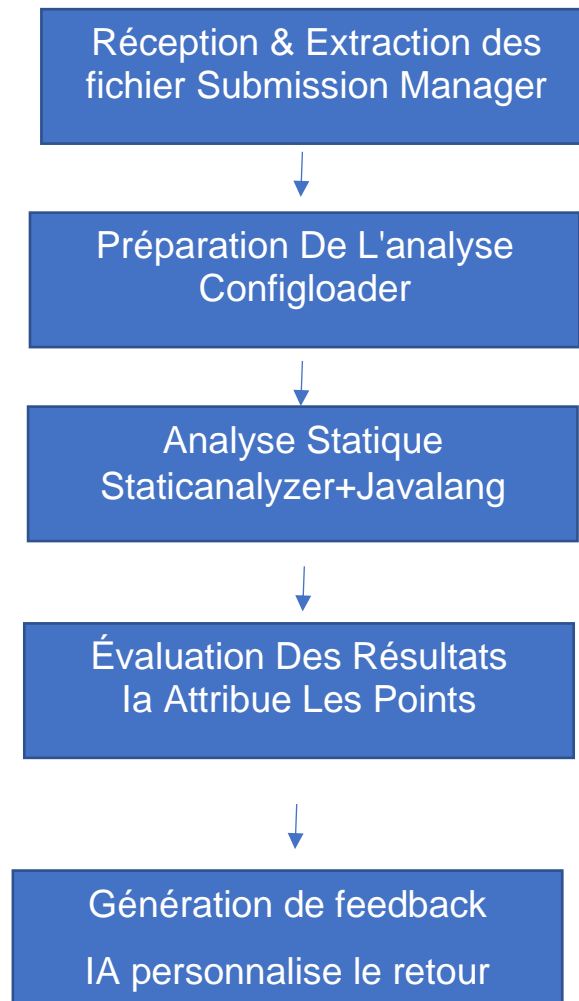 Réception & Extraction des
fichier Submission Manager
Préparation De L'analyse
Configloader
Analyse Statique
Staticanalyzer+Javalang
Évaluation Des Résultats
Ia Attribue Les Points
Génération de feedback
IA personnalise le retour